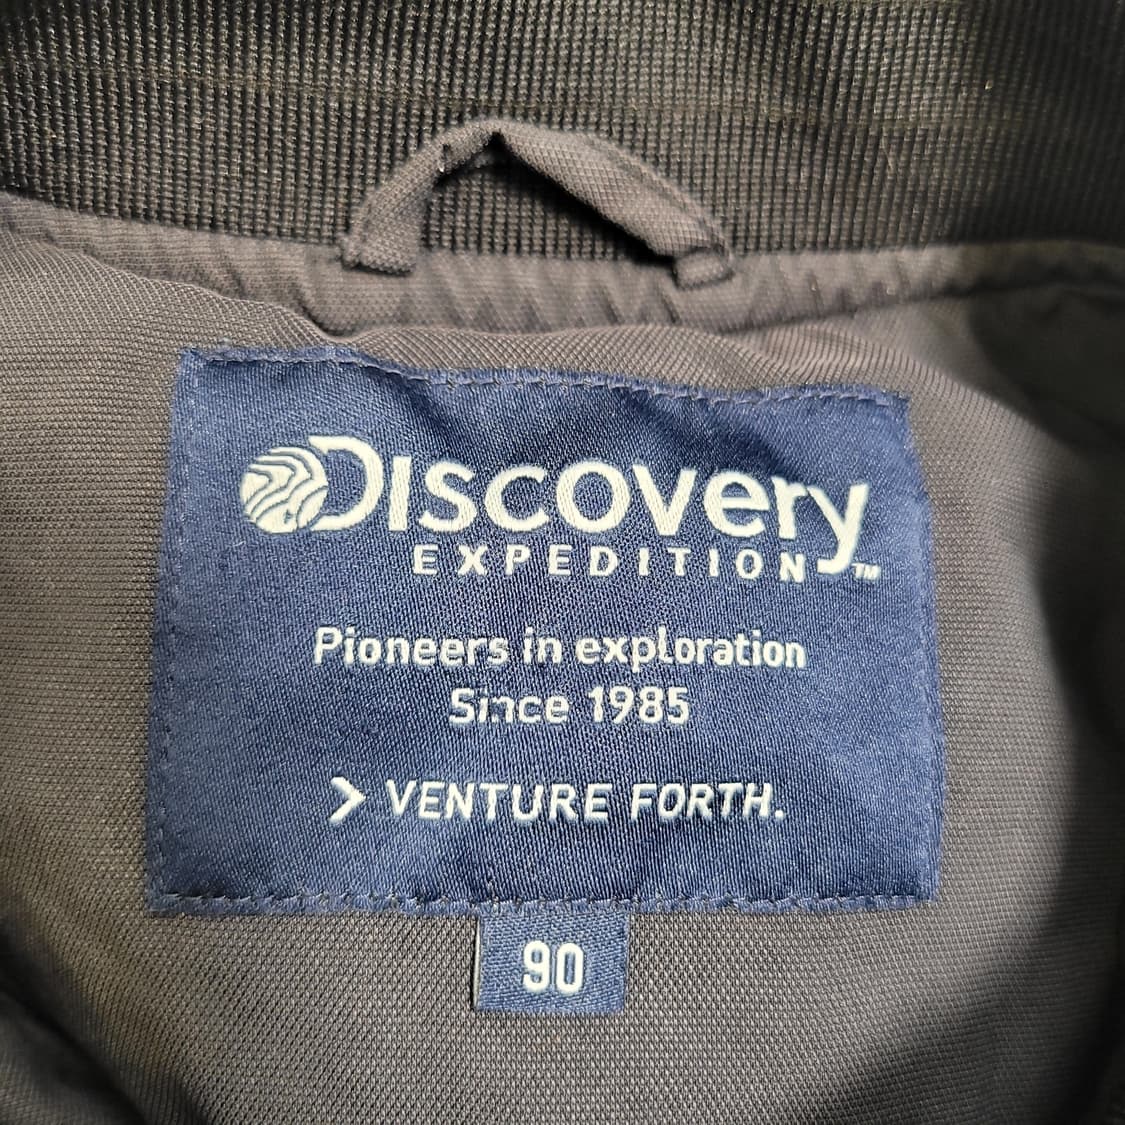 Discovery
EXPEDITION™
Pioneers in exploration
Since 1985
> VENTURE FORTH.
90